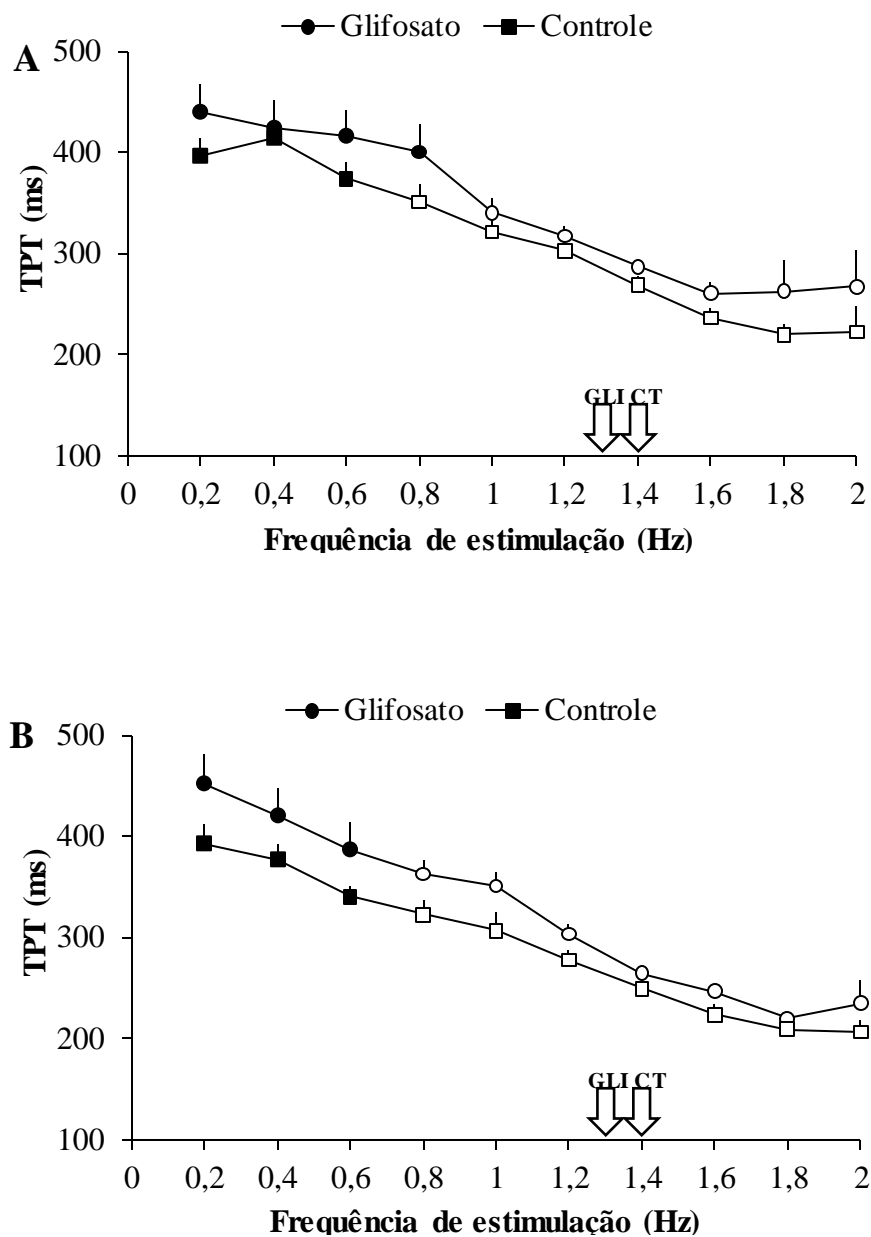 Glifosato Controle
A
500
400
300
200
100
TPT (ms)
GLI CT
0 0,2 0,4 0,6 0,8 1 1,2 1,4 1,6 1,8 2
Frequência de estimulação (Hz)
Glifosato Controle
B
500
400
300
200
100
TPT (ms)
GLI CT
0 0,2 0,4 0,6 0,8 1 1,2 1,4 1,6 1,8 2
Frequência de estimulação (Hz)